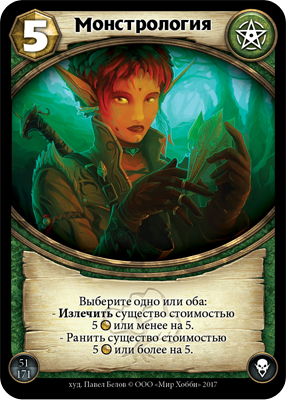 5
Монстрология
Выберите одно или оба:
- Излечить существо стоимостью
5 или менее на 5.
- Ранить существо стоимостью
5 или более на 5.
51
171
худ. Павел Белов © ООО «Мир Хобби» 2017